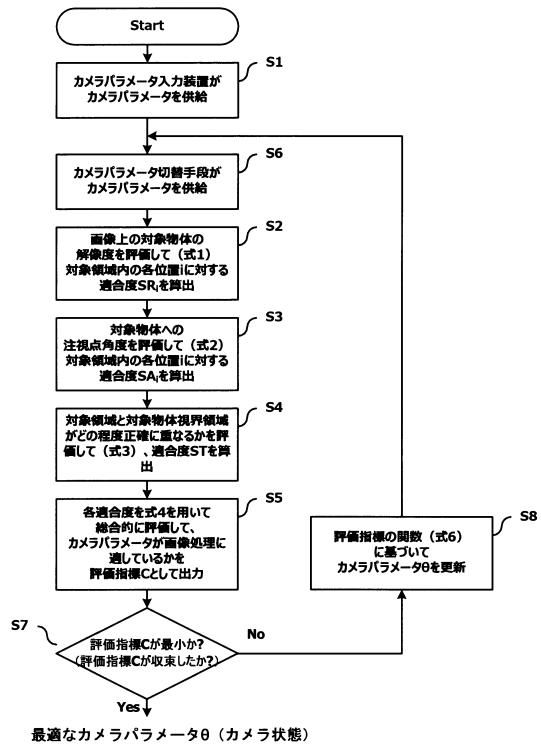 Start
S1
カメラパラメータ入力装置が
カメラパラメータを供給
S6
カメラパラメータ切替手段が
カメラパラメータを供給
S2
画像上の対象物体の
解像度を評価して（式1）
対象領域内の各位置iに対する
適合度SRiを算出
S3
対象物体への
注視点角度を評価して（式2）
対象領域内の各位置iに対する
適合度SAiを算出
S4
対象領域と対象物体視界領域
がどの程度正確に重なるかを評
価して（式3）、適合度STを算
出
S5
各適合度を式4を用いて
総合的に評価して、
カメラパラメータが画像処理に
適しているかを
評価指標Cとして出力
S8
評価指標の関数（式6）
に基づいて
カメラパラメータθを更新
S7
評価指標Cが最小か？
（評価指標Cが収束したか？）
No
Yes
最適なカメラパラメータθ（カメラ状態）